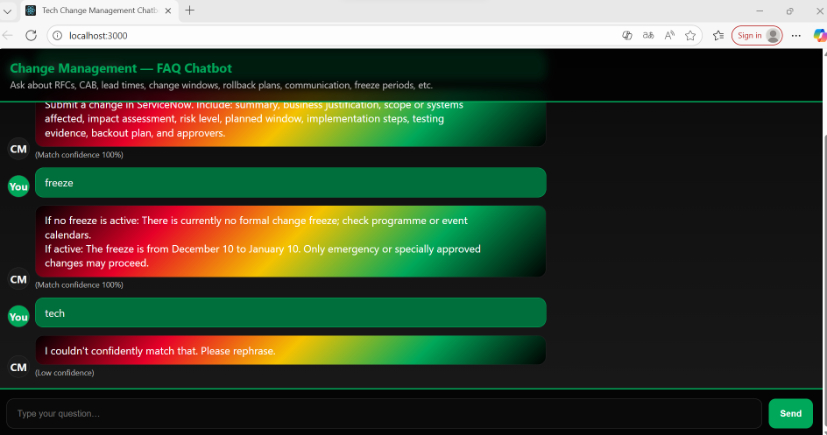 Tech Change Management Chatb
localhost:3000
Sign in
Change Management — FAQ Chatbot
Ask about RFCs, CAB, lead times, change windows, rollback plans, communication, freeze periods, etc.
Submit a change in ServiceNow. Include: summary, business justification, scope or systems
affected, impact assessment, risk level, planned window, implementation steps, testing
evidence, backout plan, and approvers.
CM
(Match confidence 100%)
You
freeze
If no freeze is active: There is currently no formal change freeze; check programme or event
calendars.
If active: The freeze is from December 10 to January 10. Only emergency or specially approved
changes may proceed.
CM
(Match confidence 100%)
You
tech
I couldn't confidently match that. Please rephrase.
CM
(Low confidence)
Type your question...
Send